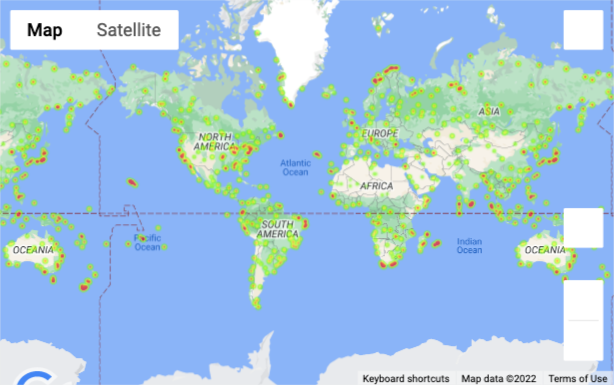 Map Satellite
NORTH
AMERICA
Atlantic
Ocean
EUROPE
ASIA
AFRICA
SOUTH
AMERICA
Pacific
Ocean
OCEANIA
Indian
Ocean
OCEANIA
Keyboard shortcuts Map data ©2022 Terms of Use